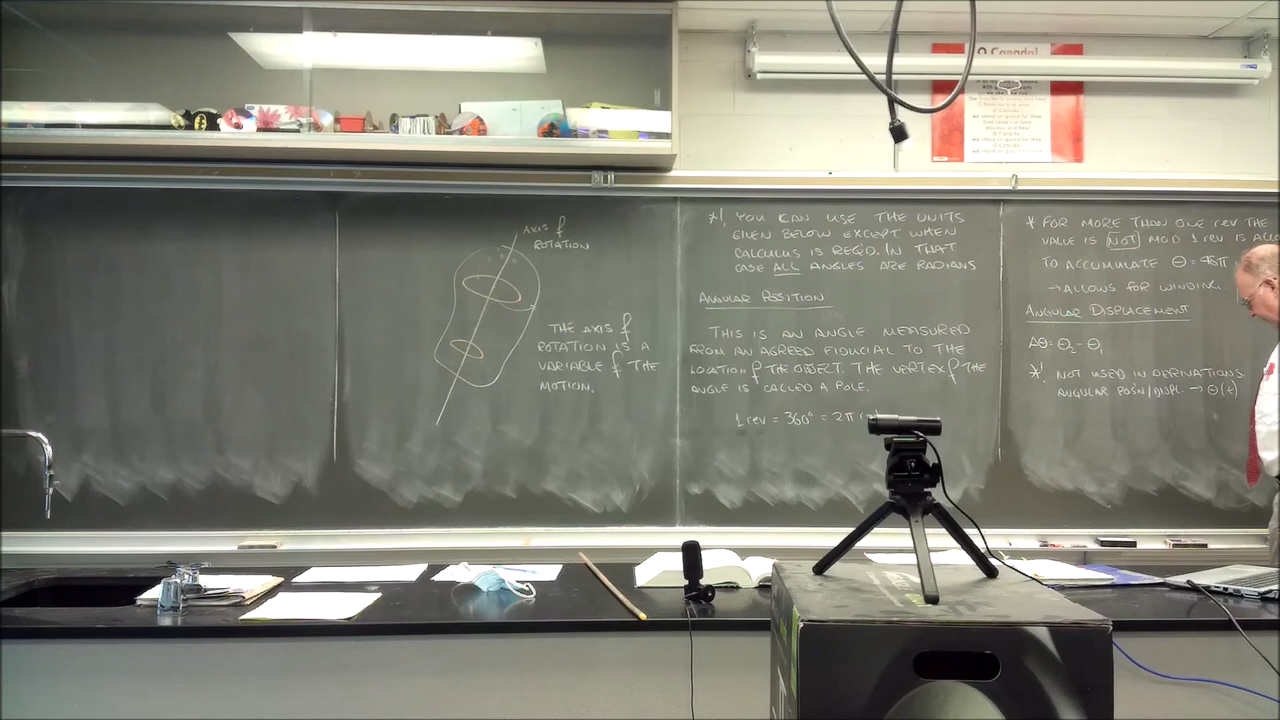 AXIS of
ROTATION
THE AXIS of
ROTATION IS A
VARIABLE of THE
MOTION.
*! YOU CAN USE THE UNITS
GIVEN BELOW EXCEPT WHEN
CALCULUS IS REQ'D. IN THAT
CASE ALL ANGLES ARE RADIANS
ANGULAR POSITION
THIS IS AN ANGLE MEASURED
FROM AN AGREED FIDUCIAL TO THE
LOCATION of THE OBJECT. THE VERTEX of THE
ANGLE IS CALLED A POLE.
1 rev = 360° = 2π
* FOR MORE THAN ONE rev THE
VALUE IS NOT MOD 1 rev IS
TO ACCUMULATE Θ = 46π
→ ALLOWS FOR WINDING
ANGULAR DISPLACEMENT
ΔΘ = Θ₂ - Θ₁
*! NOT USED IN DERIVATIONS.
ANGULAR POS'N/DISPL. → Θ(t)
O Canada!